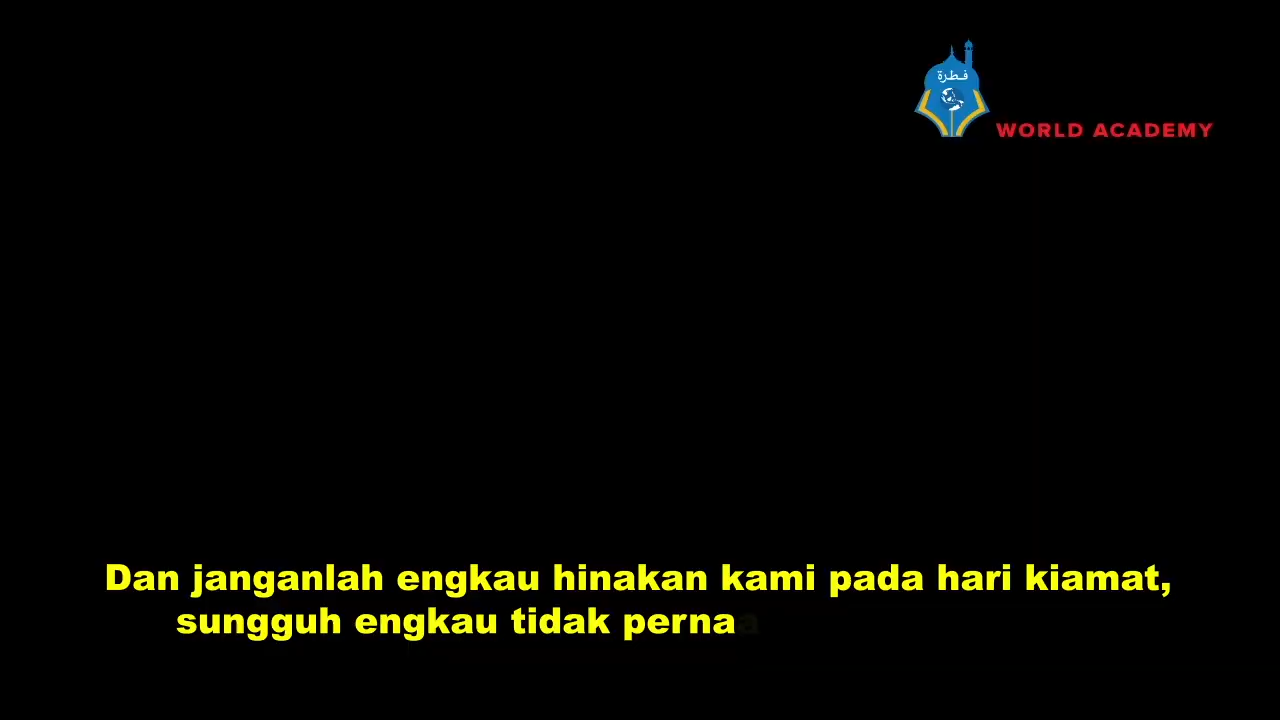 فطرة
WORLD ACADEMY
Dan janganlah engkau hinakan kami pada hari kiamat,
sungguh engkau tidak perna